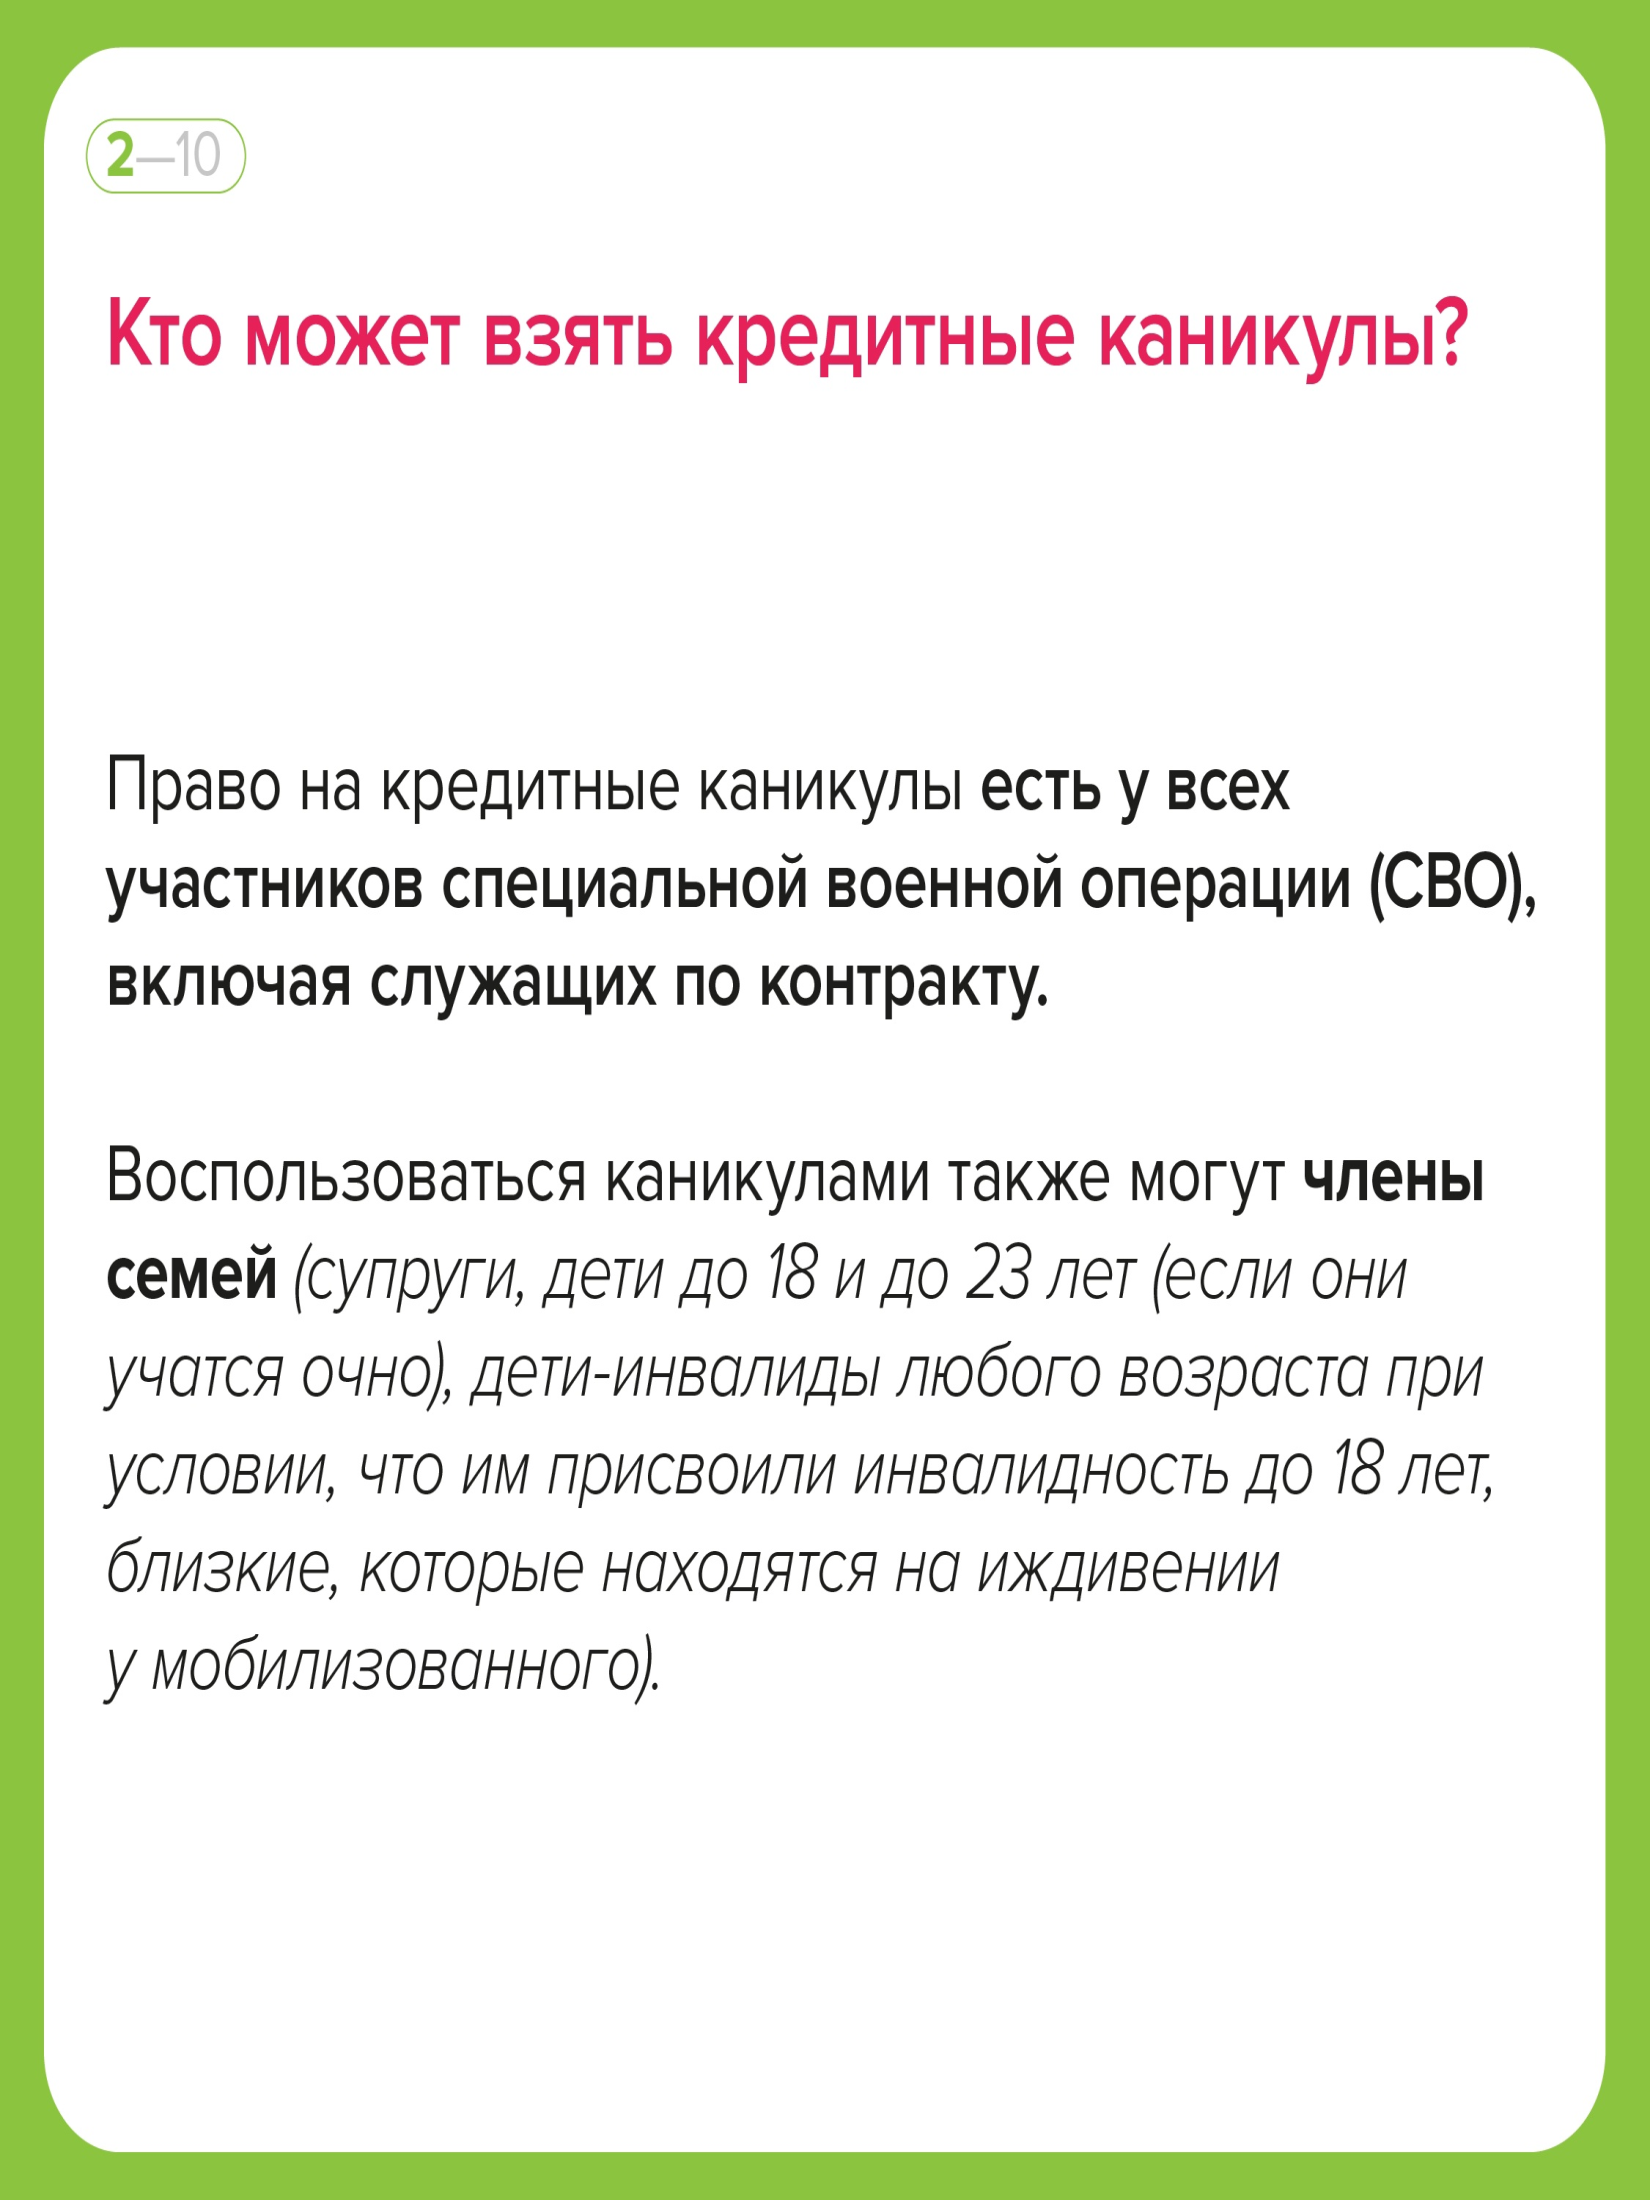 2—10
Кто может взять кредитные каникулы?
Право на кредитные каникулы есть у всех
участников специальной военной операции (СВО),
включая служащих по контракту.
Воспользоваться каникулами также могут члены
семей (супруги, дети до 18 и до 23 лет (если они
учатся очно), дети-инвалиды любого возраста при
условии, что им присвоили инвалидность до 18 лет,
близкие, которые находятся на иждивении
у мобилизованного).